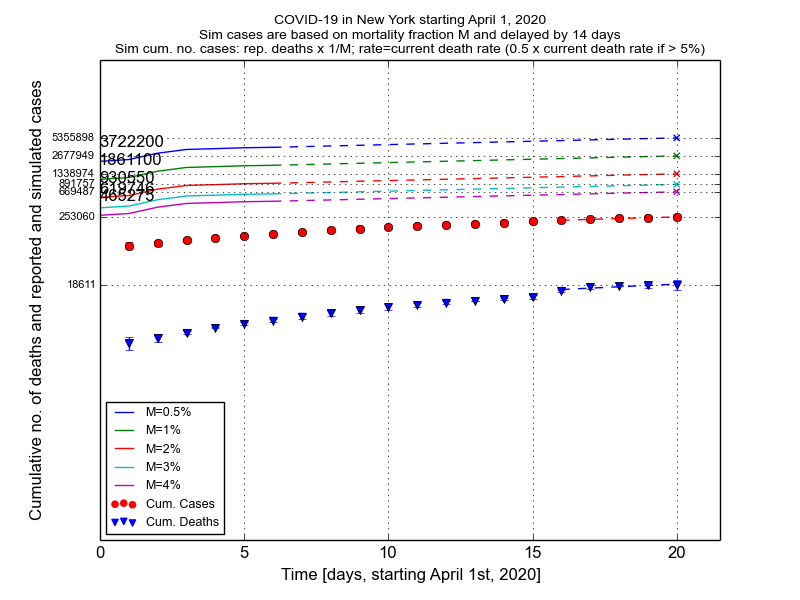 COVID-19 in New York starting April 1, 2020
Sim cases are based on mortality fraction M and delayed by 14 days
Sim cum. no. cases: rep. deaths x 1/M; rate=current death rate (0.5 x current death rate if > 5%)
Cumulative no. of deaths and reported and simulated cases
5355898
2677949
1338974
891757
669487
253060
18611
3722200
1861100
930550
619746
465275
M=0.5%
M=1%
M=2%
M=3%
M=4%
Cum. Cases
Cum. Deaths
0 5 10 15 20
Time [days, starting April 1st, 2020]